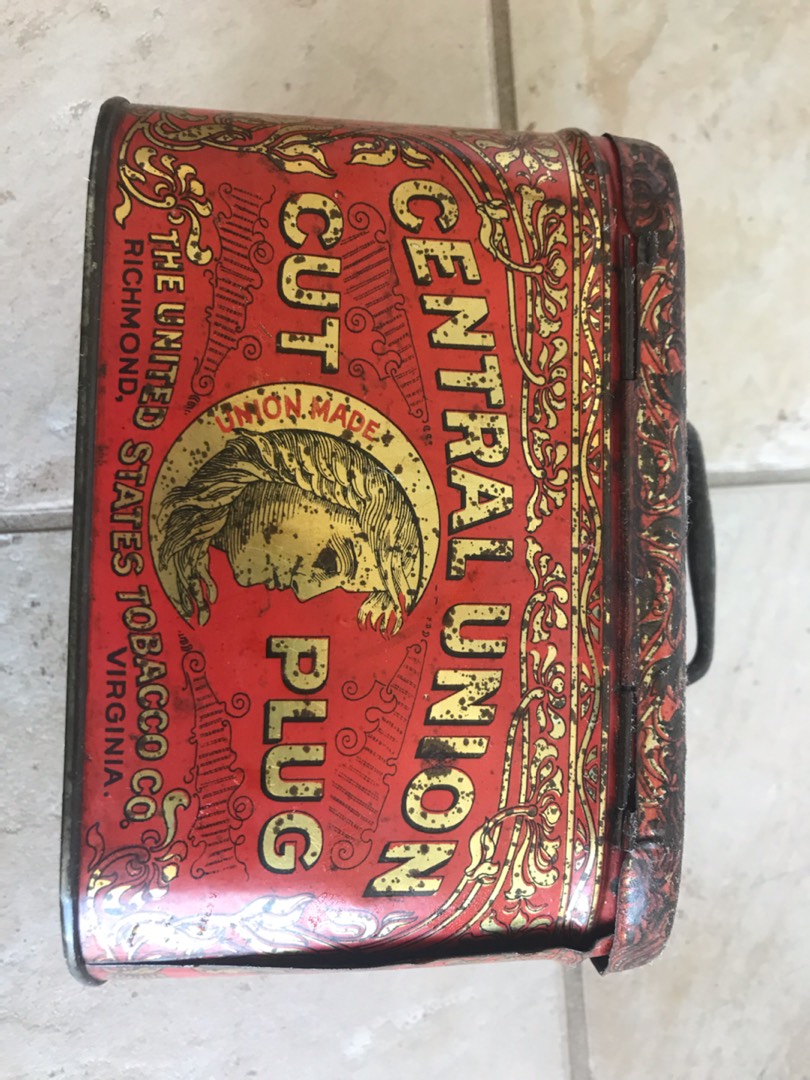 CENTRAL UNION
CUT PLUG
UNION MADE
THE UNITED STATES TOBACCO CO.
RICHMOND, VIRGINIA.